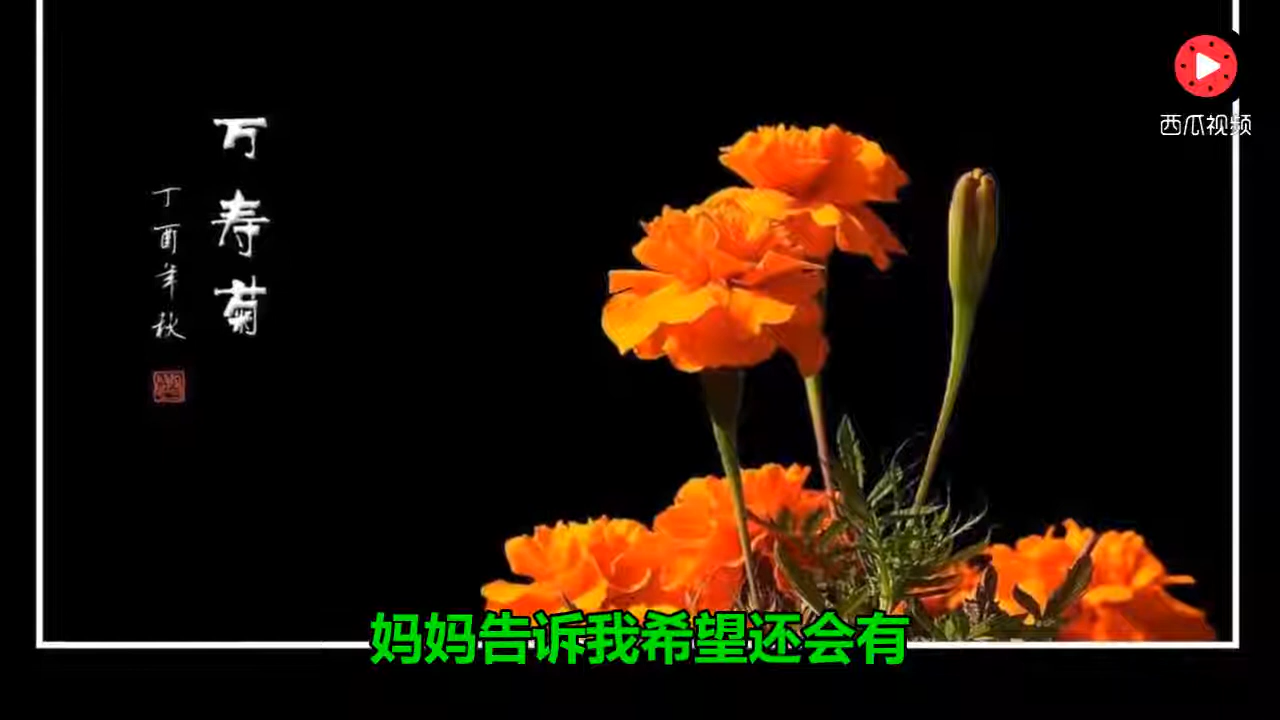 西瓜视频
万寿菊
丁酉年秋
妈妈告诉我希望还会有